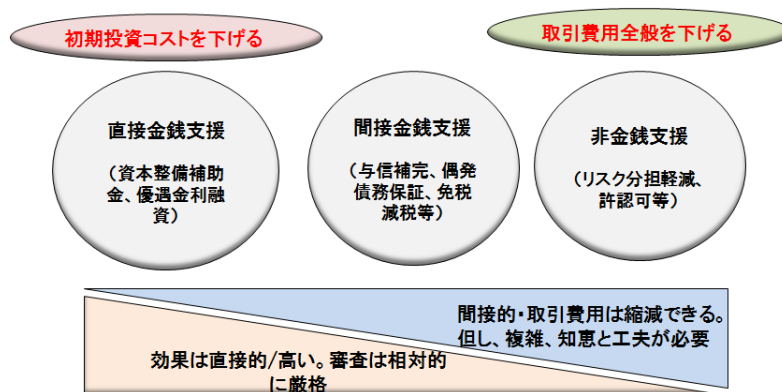 初期投資コストを下げる
取引費用全般を下げる
直接金銭支援
（資本整備補助
金、優遇金利融
資）
間接金銭支援
（与信補完、偶発
債務保証、免税
減税等）
非金銭支援
（リスク分担軽減、
許認可等）
間接的・取引費用は縮減できる。
但し、複雑、知恵と工夫が必要
効果は直接的/高い。審査は相対的
に厳格